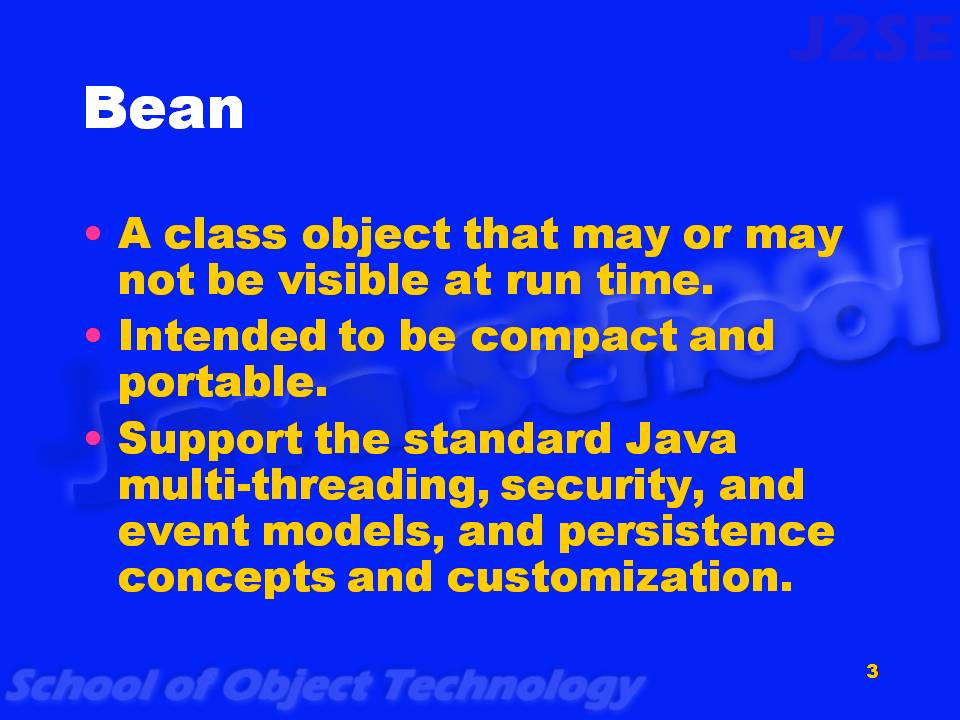 J2SE
Bean
• A class object that may or may
not be visible at run time.
• Intended to be compact and
portable.
• Support the standard Java
multi-threading, security, and
event models, and persistence
concepts and customization.
Java School
School of Object Technology
3